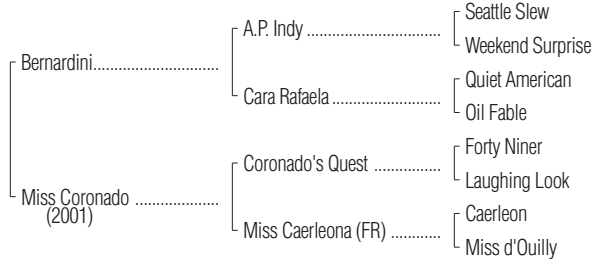 Seattle Slew
A.P. Indy ..............................
Weekend Surprise
Bernardini............................
Quiet American
Cara Rafaela ........................
Oil Fable
Forty Niner
Coronado's Quest ...............
Laughing Look
Miss Coronado ..................
(2001)
Caerleon
Miss Caerleona (FR) ...........
Miss d'Ouilly